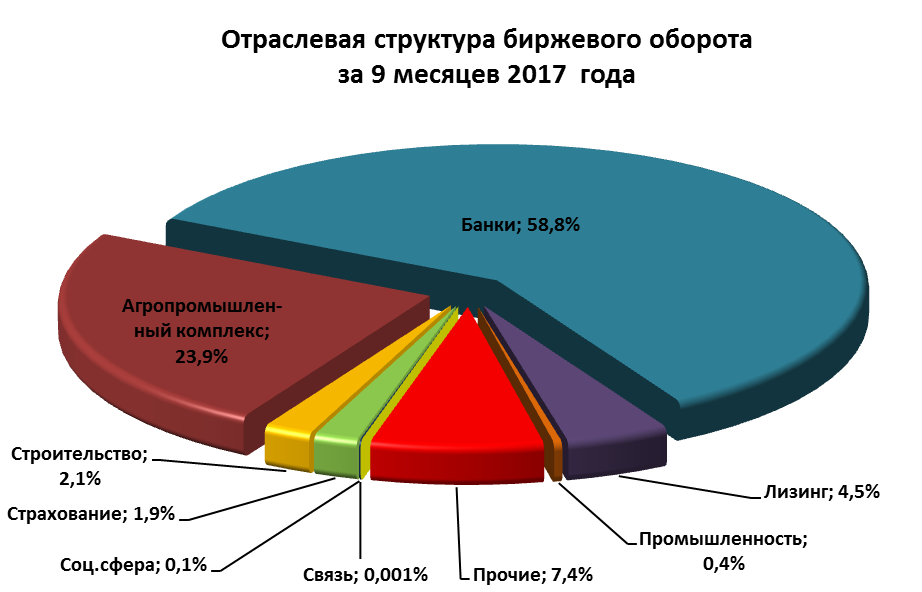 Отраслевая структура биржевого оборота
за 9 месяцев 2017 года
Банки; 58,8%
Агропромышлен-
ный комплекс;
23,9%
Строительство;
2,1%
Страхование; 1,9%
Соц.сфера; 0,1%
Связь; 0,001%
Прочие; 7,4%
Промышленность;
0,4%
Лизинг; 4,5%